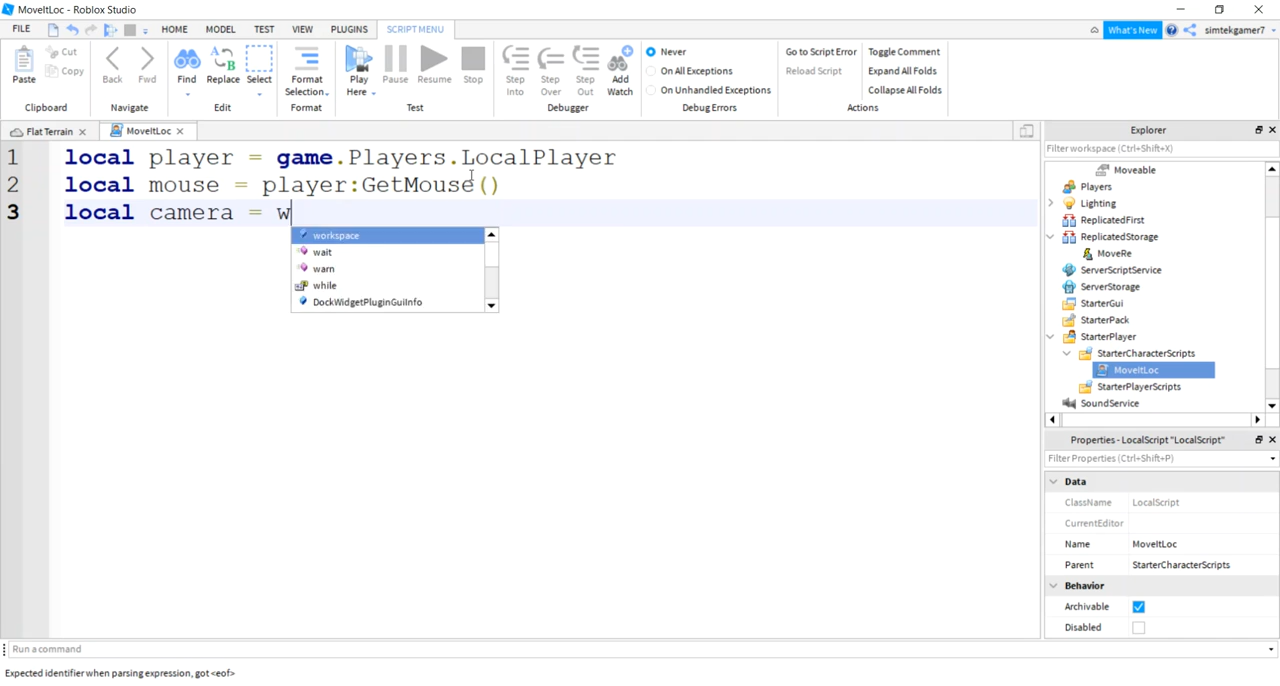 MoveItLoc - Roblox Studio
FILE HOME MODEL TEST VIEW PLUGINS SCRIPT MENU What's New simtekgamer7
Paste Cut Copy Back Fwd Find Replace Select Format Selection Play Here Pause Resume Stop Step Into Step Over Step Out Add Watch
Never On All Exceptions On Unhandled Exceptions
Go to Script Error Reload Script
Toggle Comment Expand All Folds Collapse All Folds
Clipboard Navigate Edit Format Test Debugger Debug Errors Actions
Flat Terrain MoveItLoc
1 local player = game.Players.LocalPlayer
2 local mouse = player:GetMouse()
3 local camera = w
workspace
wait
warn
while
DockWidgetPluginGuiInfo
Explorer
Filter workspace (Ctrl+Shift+X)
Moveable
Players
Lighting
ReplicatedFirst
ReplicatedStorage
MoveRe
ServerScriptService
ServerStorage
StarterGui
StarterPack
StarterPlayer
StarterCharacterScripts
MoveItLoc
StarterPlayerScripts
SoundService
Properties - LocalScript "LocalScript"
Filter Properties (Ctrl+Shift+P)
Data
ClassName LocalScript
CurrentEditor
Name MoveItLoc
Parent StarterCharacterScripts
Behavior
Archivable
Disabled
Run a command
Expected identifier when parsing expression, got <eof>